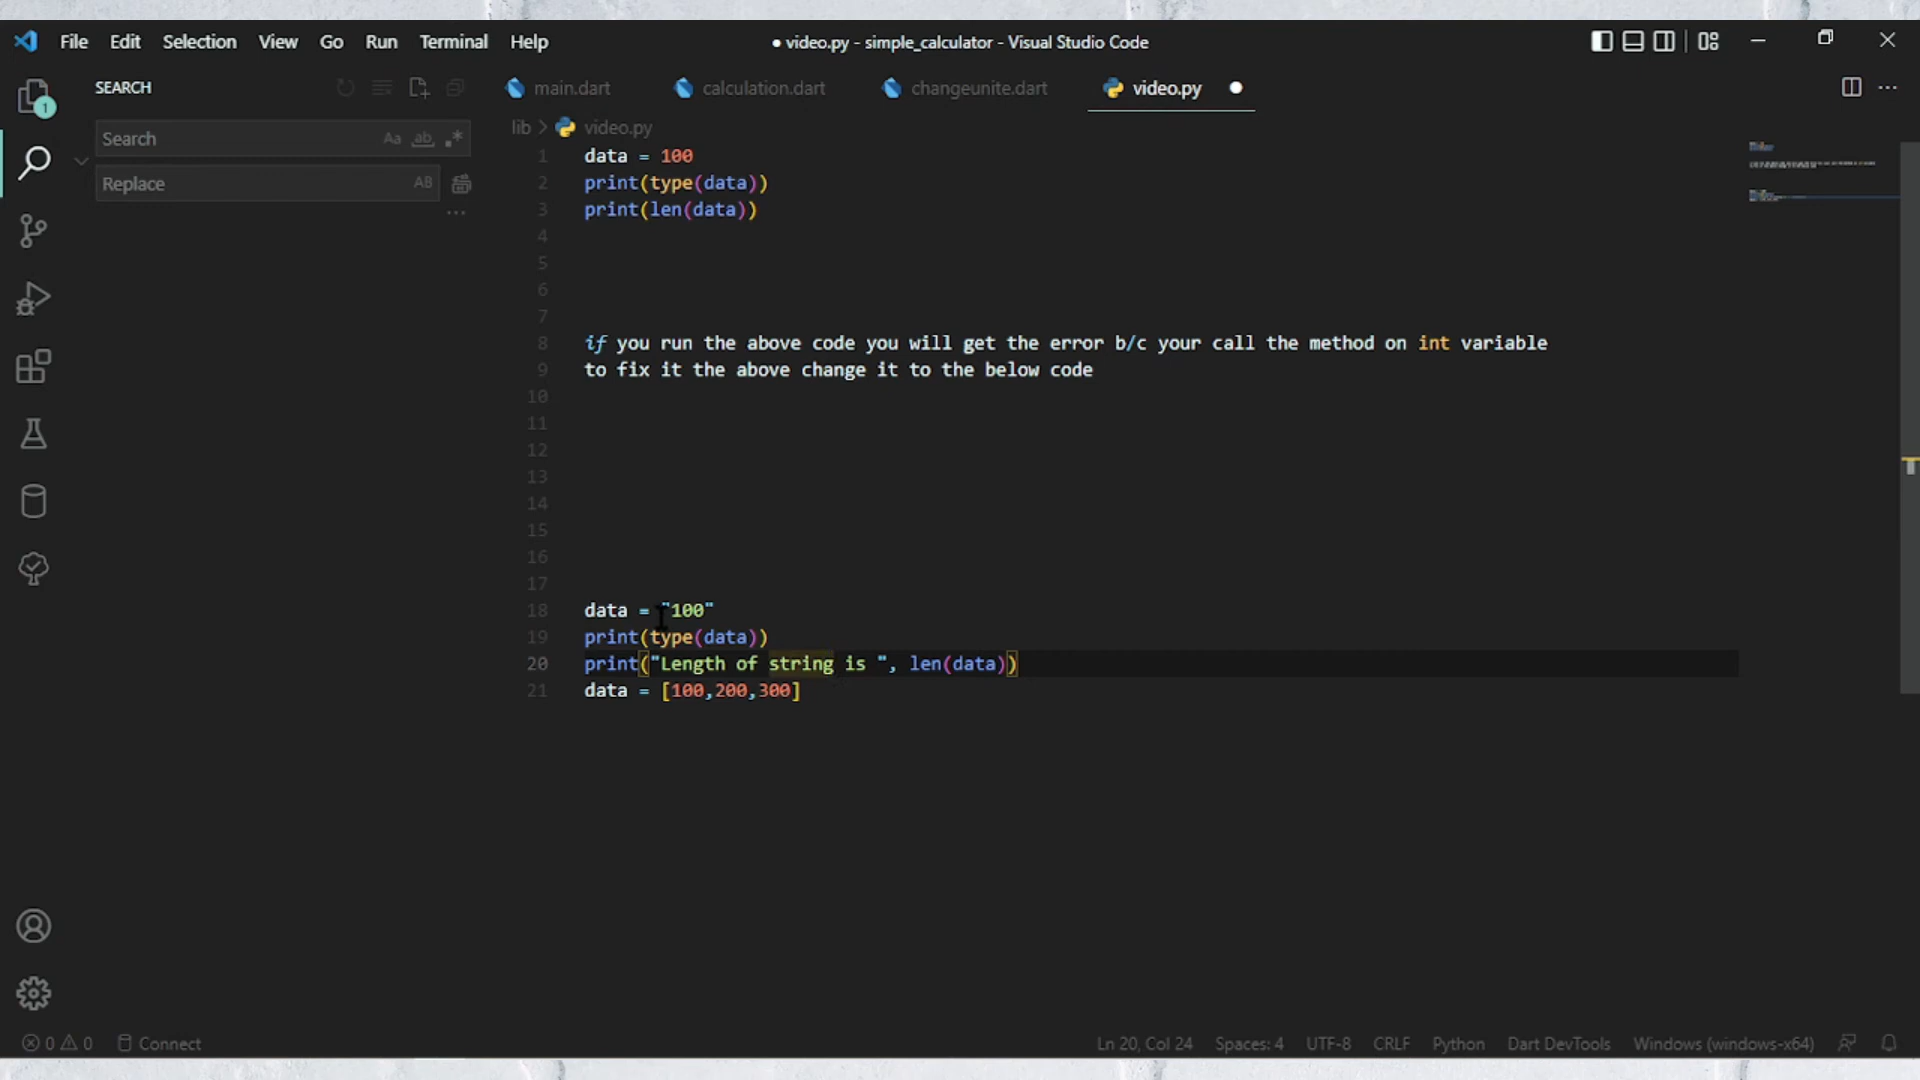 File Edit Selection View Go Run Terminal Help
● video.py - simple_calculator - Visual Studio Code
SEARCH
main.dart
calculation.dart
changeunite.dart
video.py
1
Search
Aa
ab
.*
Replace
AB
lib > video.py
1 data = 100
2 print(type(data))
3 print(len(data))
4
5
6
7
8 if you run the above code you will get the error b/c your call the method on int variable
9 to fix it the above change it to the below code
10
11
12
13
14
15
16
17
18 data = "100"
19 print(type(data))
20 print("Length of string is ", len(data))
21 data = [100,200,300]
0 0 Connect
Ln 20, Col 24 Spaces: 4 UTF-8 CRLF Python Dart DevTools Windows (windows-x64)